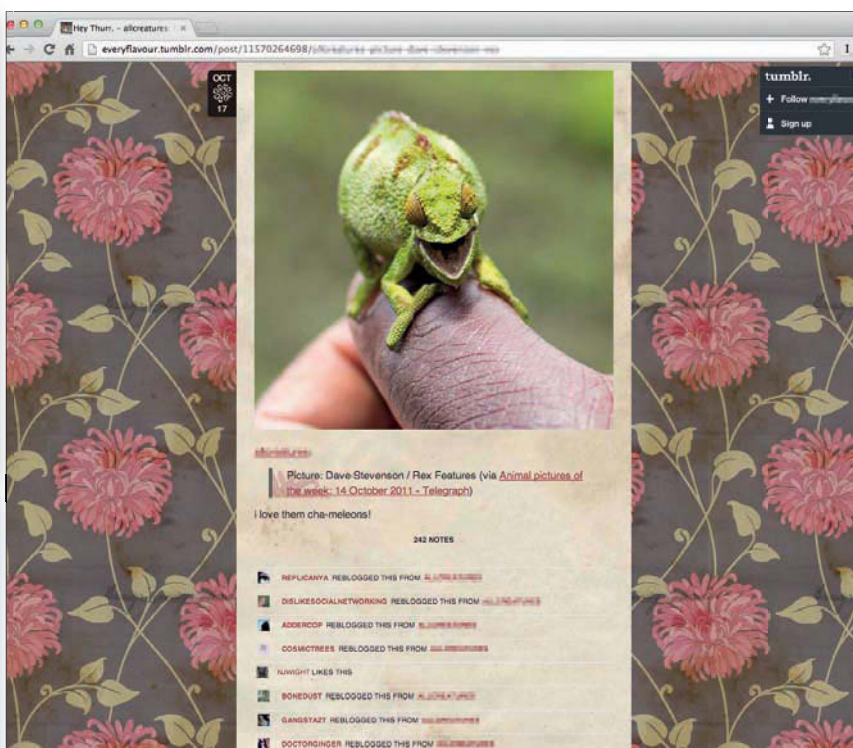 Hey Thurr. - allcreatures:
everyflavour.tumblr.com/post/11570264698/
OCT
17
tumblr.
+ Follow
Sign up
Picture: Dave Stevenson / Rex Features (via Animal pictures of
the week: 14 October 2011 - Telegraph)
i love them cha-meleons!
242 NOTES
REPLICANYA REBLOGGED THIS FROM
DISLIKESOCIALNETWORKING REBLOGGED THIS FROM
ADDERCOP REBLOGGED THIS FROM
COSMICTREES REBLOGGED THIS FROM
NJWIGHT LIKES THIS
BONEDUST REBLOGGED THIS FROM
GANGSTAZT REBLOGGED THIS FROM
DOCTORGINGER REBLOGGED THIS FROM